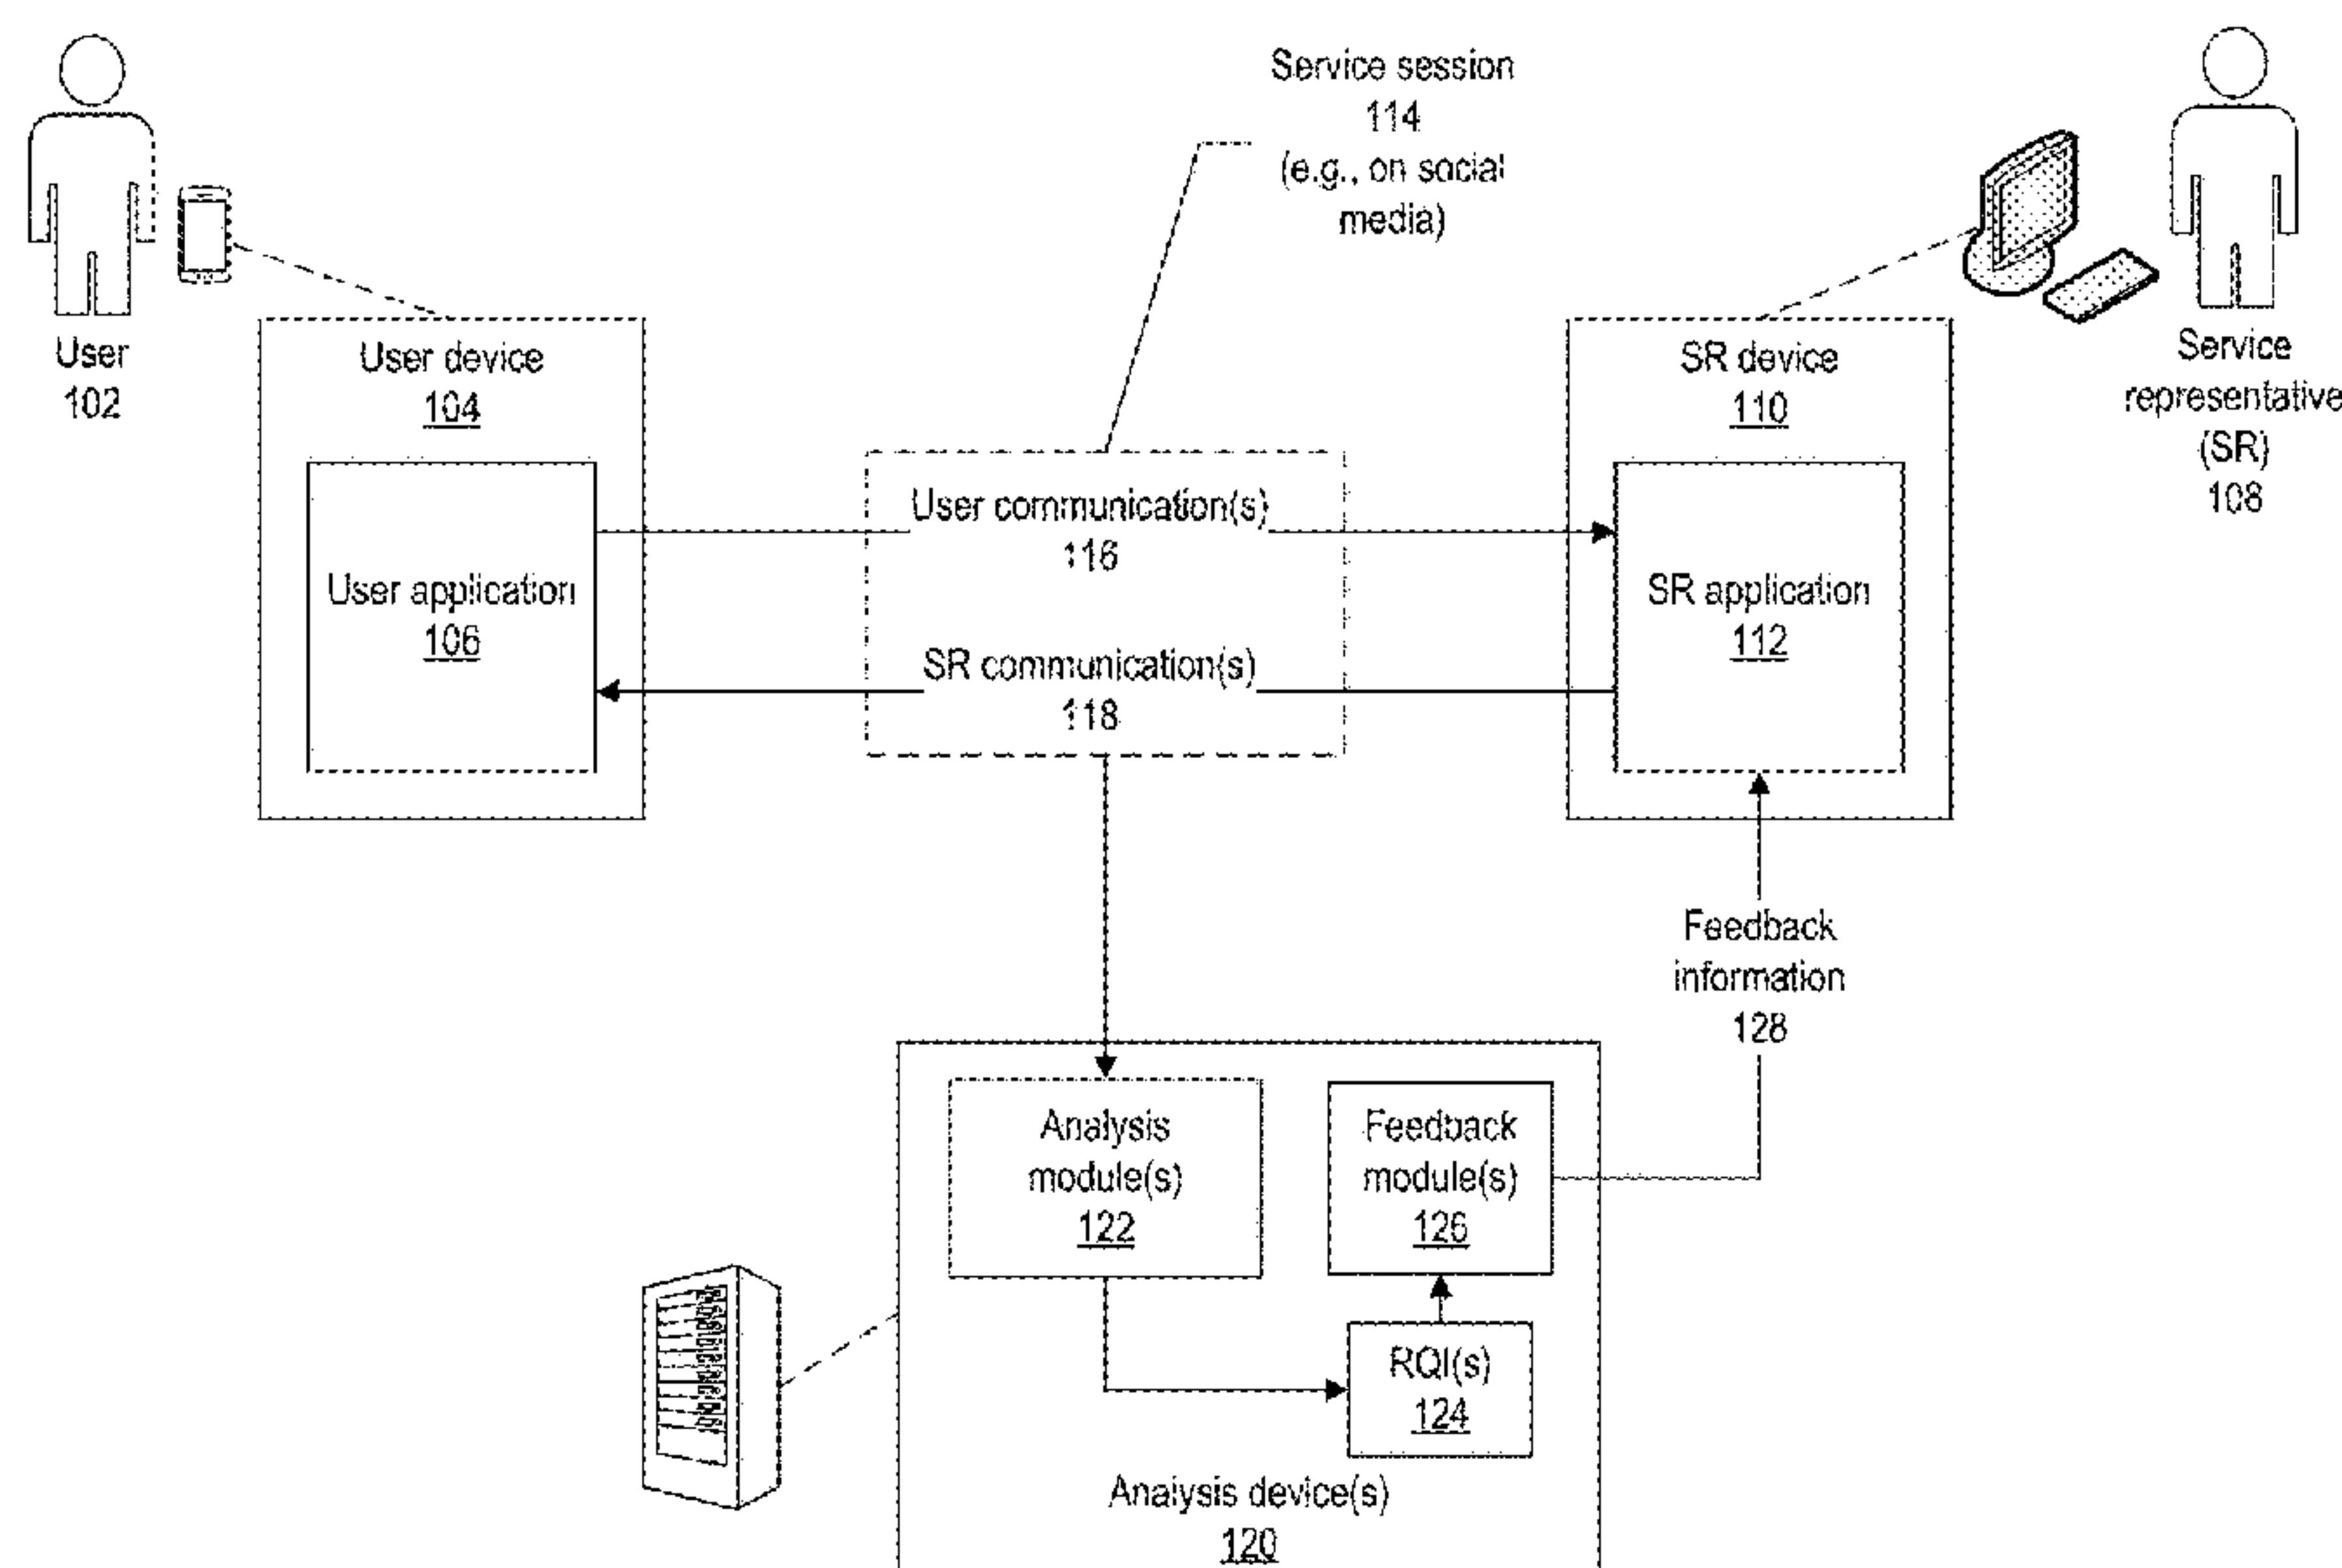 Service session
114
(e.g., on social
media)
User
102
User device
104
SR device
110
Service
representative
(SR)
108
User communication(s)
116
User application
106
SR application
112
SR communication(s)
118
Feedback
information
128
Analysis
module(s)
122
Feedback
module(s)
126
RQI(s)
124
Analysis device(s)
120